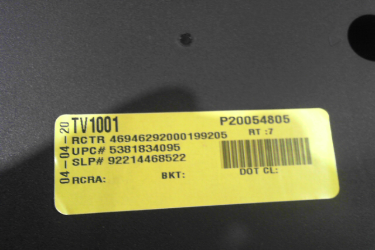 04-04-20
TV1001 P20054805
RCTR 46946292000199205 RT :7
UPC# 5381834095
SLP# 92214468522
RCRA: BKT: DOT CL: